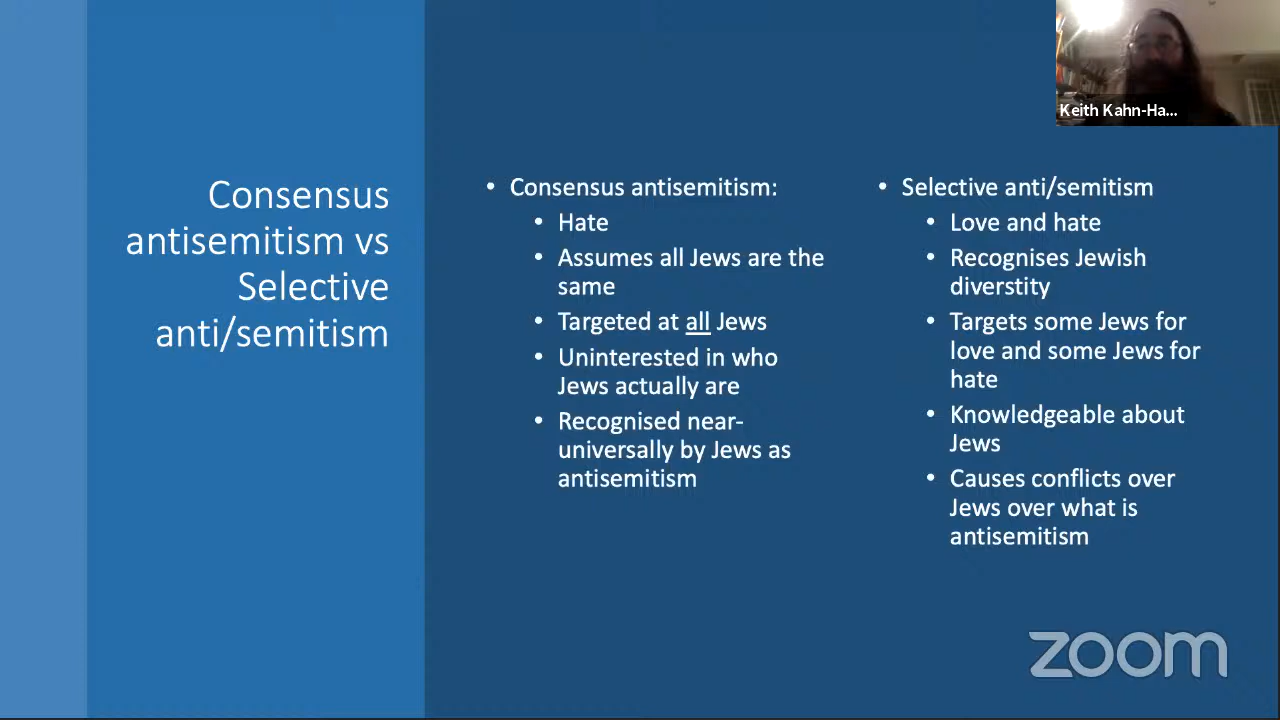 Keith Kahn-Ha...
Consensus
antisemitism vs
Selective
anti/semitism
• Consensus antisemitism:
• Hate
• Assumes all Jews are the
same
• Targeted at all Jews
• Uninterested in who
Jews actually are
• Recognised near-
universally by Jews as
antisemitism
• Selective anti/semitism
• Love and hate
• Recognises Jewish
diverstity
• Targets some Jews for
love and some Jews for
hate
• Knowledgeable about
Jews
• Causes conflicts over
Jews over what is
antisemitism
zoom